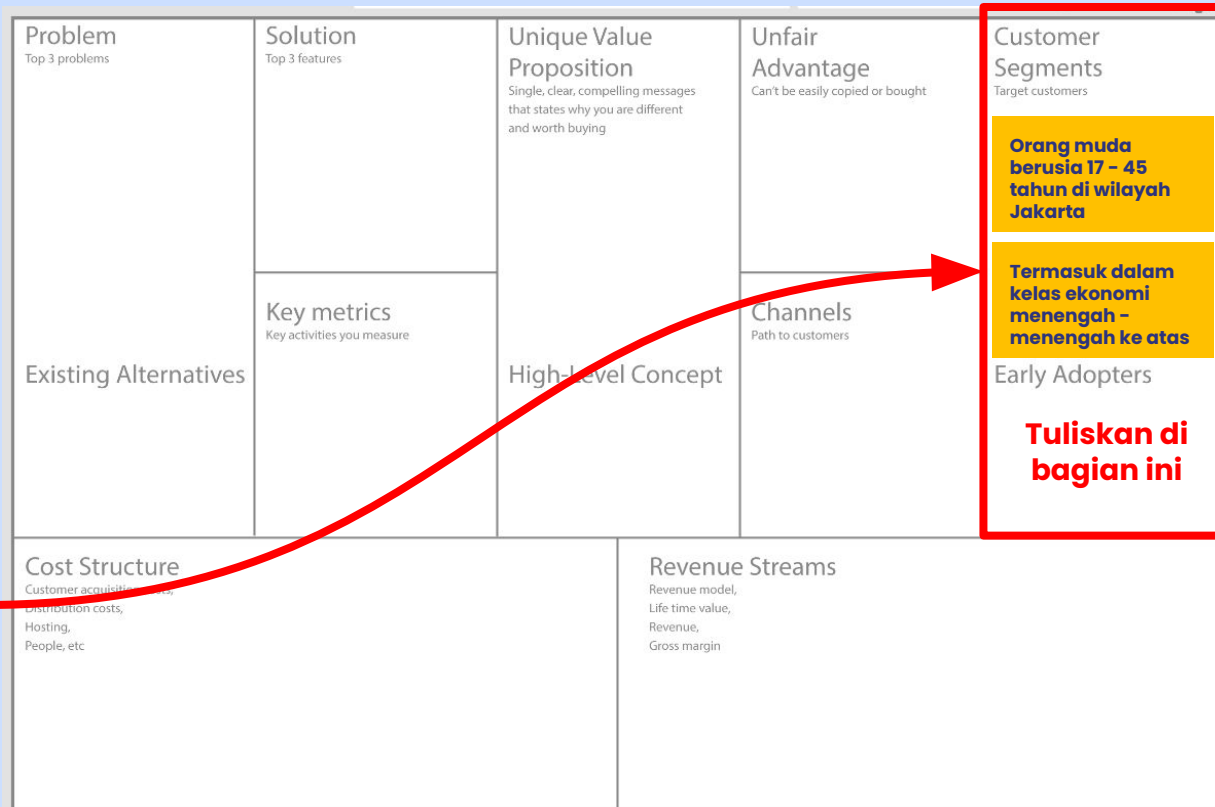 Problem
Top 3 problems
Existing Alternatives
Solution
Top 3 features
Key metrics
Key activities you measure
Unique Value
Proposition
Single, clear, compelling messages
that states why you are different
and worth buying
High-Level Concept
Unfair
Advantage
Can't be easily copied or bought
Channels
Path to customers
Customer
Segments
Target customers
Orang muda
berusia 17 - 45
tahun di wilayah
Jakarta
Termasuk dalam
kelas ekonomi
menengah -
menengah ke atas
Early Adopters
Tuliskan di
bagian ini
Cost Structure
Customer acquisition costs,
Distribution costs,
Hosting,
People, etc
Revenue Streams
Revenue model,
Life time value,
Revenue,
Gross margin